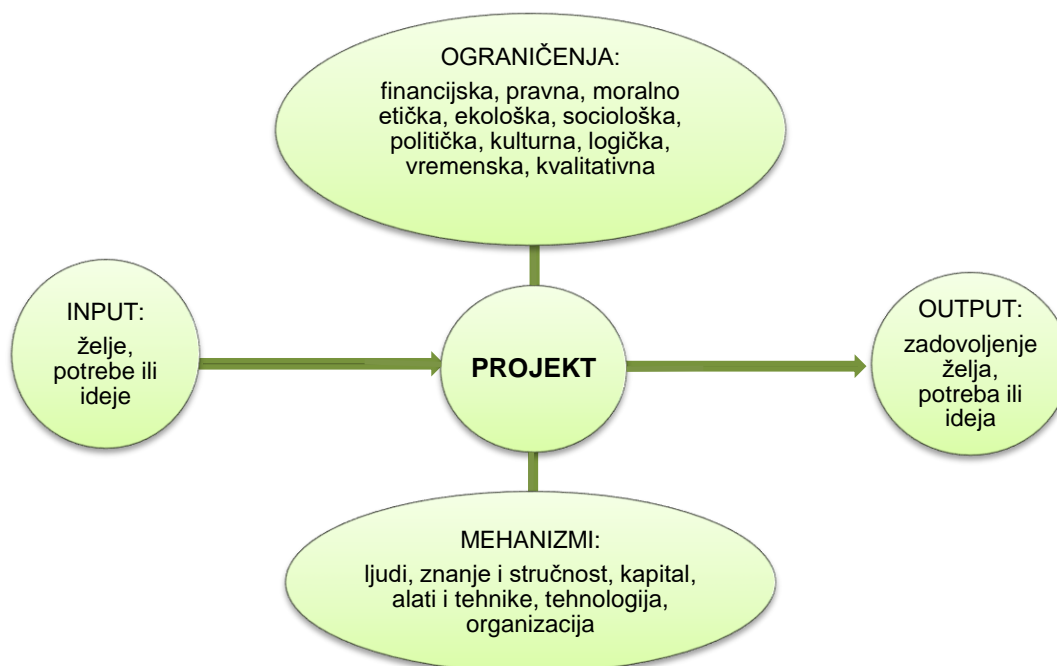 OGRANIČENJA:
financijska, pravna, moralno
etička, ekološka, sociološka,
politička, kulturna, logička,
vremenska, kvalitativna
INPUT:
želje,
potrebe ili
ideje
PROJEKT
OUTPUT:
zadovoljenje
želja,
potreba ili
ideja
MEHANIZMI:
ljudi, znanje i stručnost, kapital,
alati i tehnike, tehnologija,
organizacija